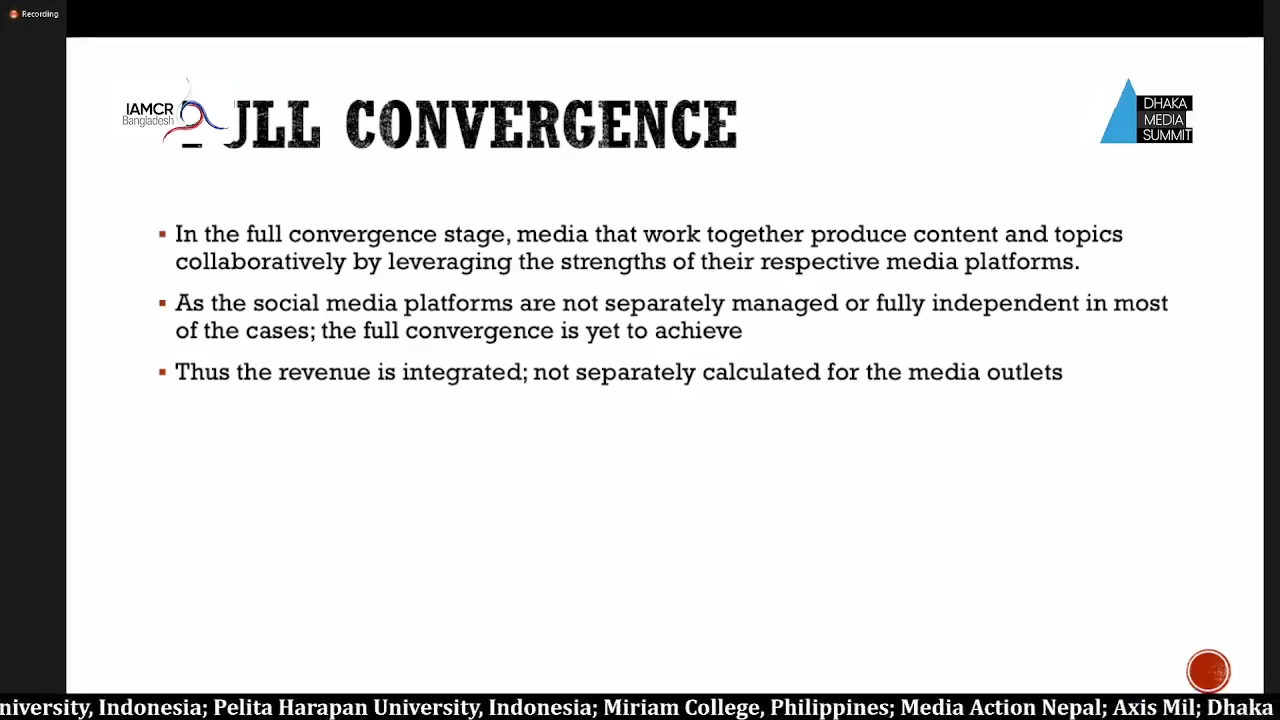 Recording
IAMCR
Bangladesh
ULL CONVERGENCE
DHAKA
MEDIA
SUMMIT
In the full convergence stage, media that work together produce content and topics
collaboratively by leveraging the strengths of their respective media platforms.
As the social media platforms are not separately managed or fully independent in most
of the cases; the full convergence is yet to achieve
Thus the revenue is integrated; not separately calculated for the media outlets
niversity, Indonesia; Pelita Harapan University, Indonesia; Miriam College, Philippines; Media Action Nepal; Axis Mil; Dhaka